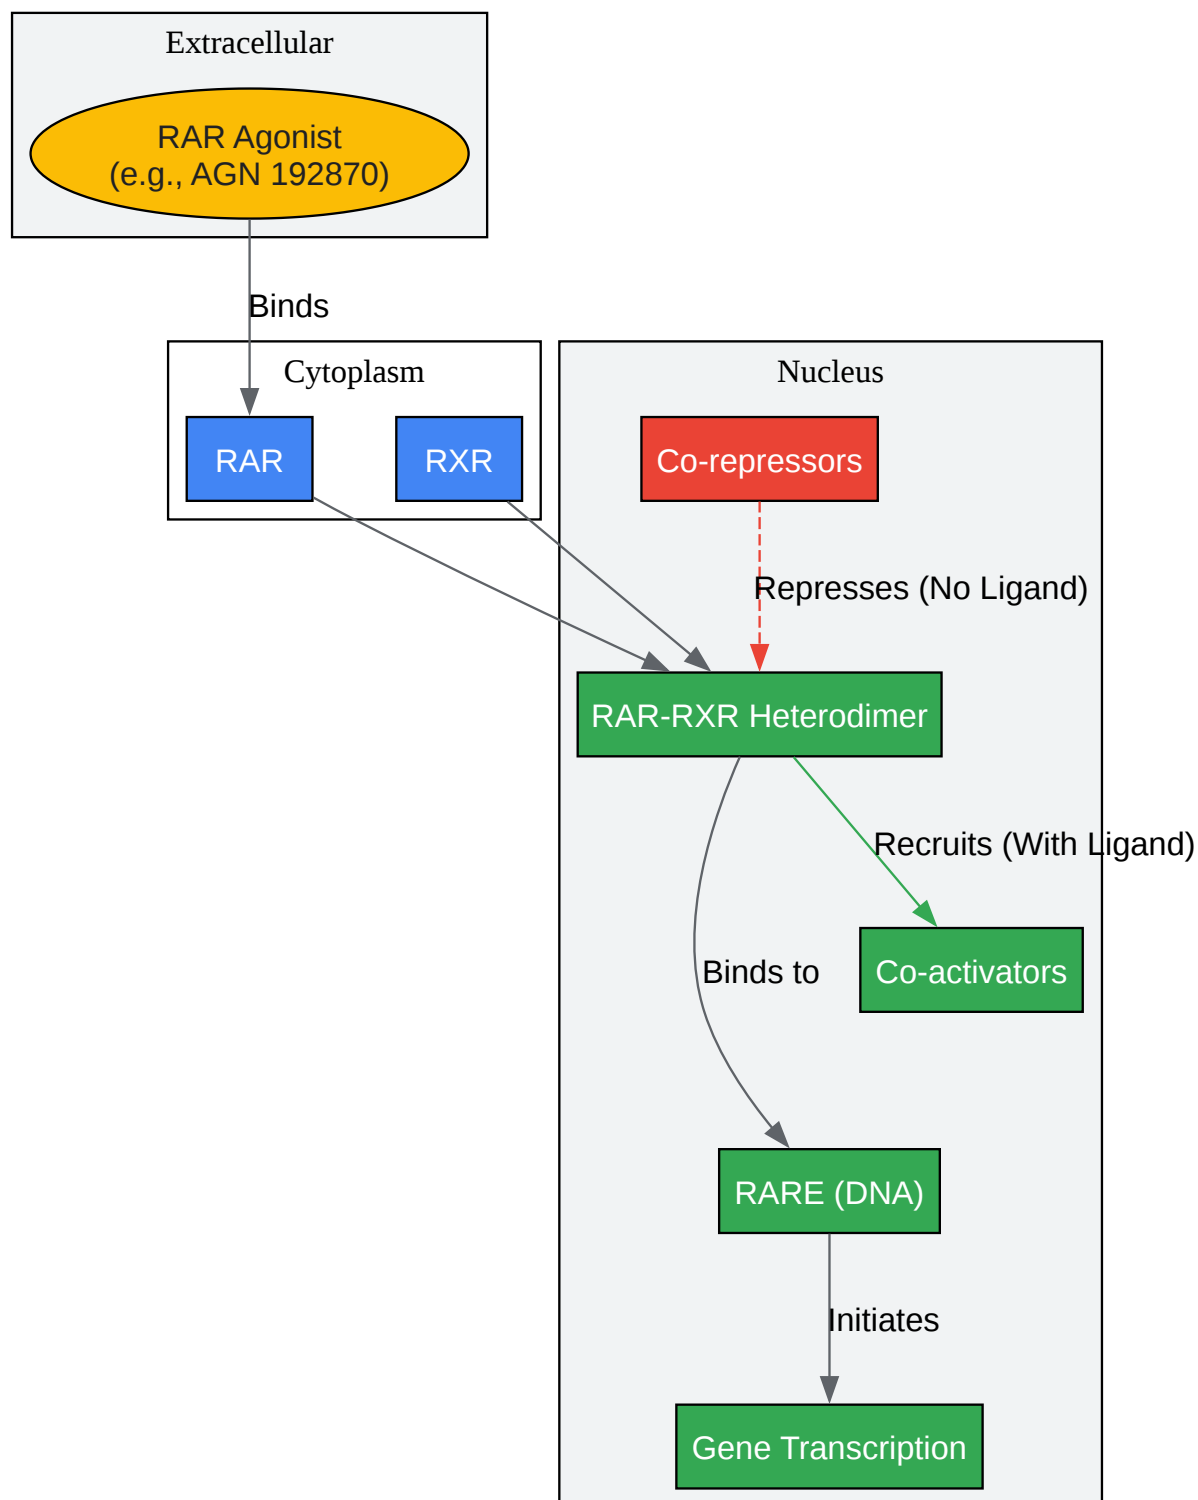 Extracellular
RAR Agonist
(e.g., AGN 192870)
Binds
Cytoplasm
Nucleus
RAR
RXR
Co-repressors
Represses (No Ligand)
RAR-RXR Heterodimer
Recruits (With Ligand)
Binds to
Co-activators
RARE (DNA)
Initiates
Gene Transcription